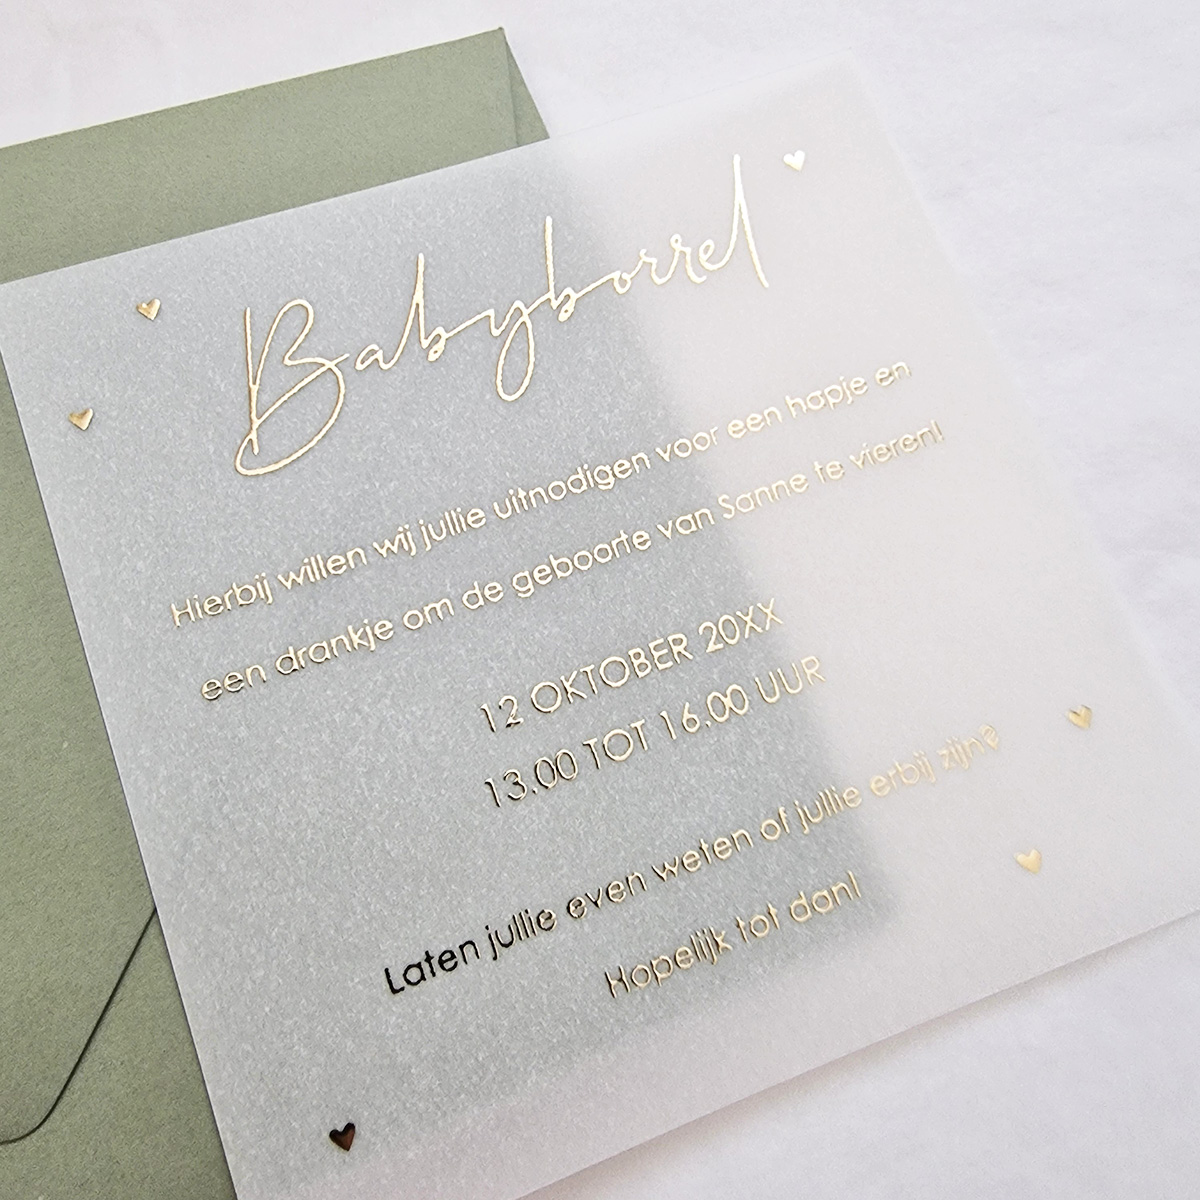 Babyborrel
Hierbij willen wij jullie uitnodigen voor een hapje en
een drankje om de geboorte van Sanne te vieren!
12 OKTOBER 20XX
13.00 TOT 16.00 UUR
Laten jullie even weten of jullie erbij zijn?
Hopelijk tot dan!